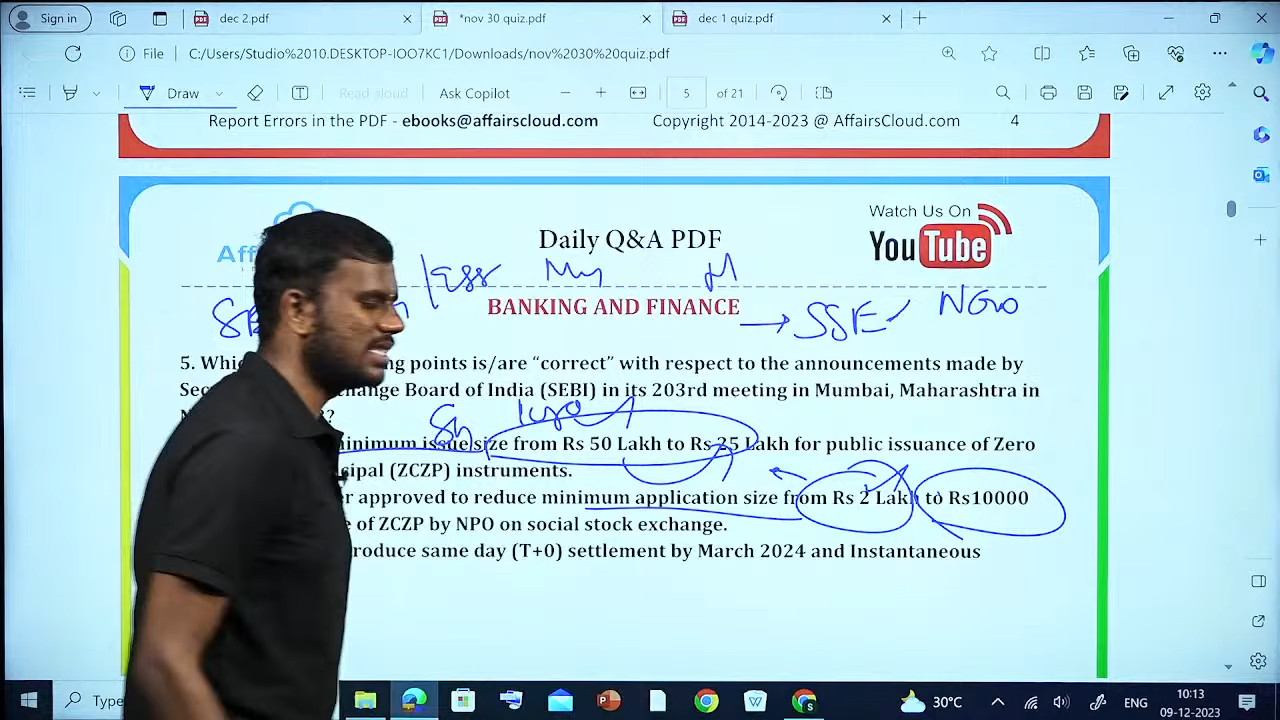 Sign in
dec 2.pdf
*nov 30 quiz.pdf
dec 1 quiz.pdf
File
C:/Users/Studio%2010.DESKTOP-IOO7KC1/Downloads/nov%2030%20quiz.pdf
Draw
Read aloud
Ask Copilot
5
of 21
Report Errors in the PDF - ebooks@affairscloud.com
Copyright 2014-2023 @ AffairsCloud.com
4
Watch Us On
YouTube
Aff
Daily Q&A PDF
BANKING AND FINANCE
SSE
NGO
5. Whi
ng points is/are “correct” with respect to the announcements made by
Sec
hange Board of India (SEBI) in its 203rd meeting in Mumbai, Maharashtra in
minimum issue size from Rs 50 Lakh to Rs 25 Lakh for public issuance of Zero
cipal (ZCZP) instruments.
er approved to reduce minimum application size from Rs 2 Lakh to Rs10000
e of ZCZP by NPO on social stock exchange.
roduce same day (T+0) settlement by March 2024 and Instantaneous
Type
30°C
ENG
10:13
09-12-2023